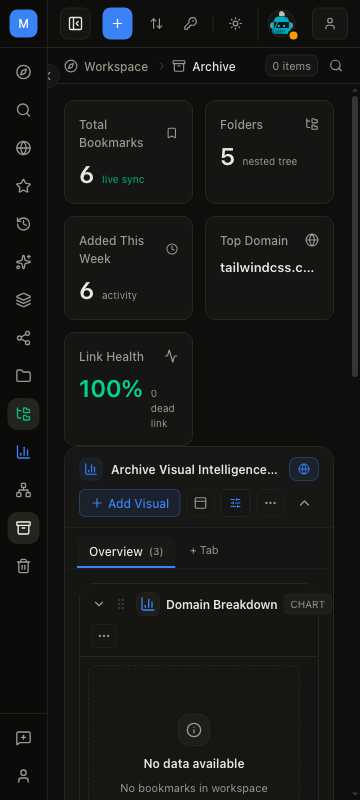 M
Workspace
Archive
0 items
Total
Bookmarks
6 live sync
Folders
5 nested tree
Added This
Week
6 activity
Top Domain
tailwindcss.c...
Link Health
100% 0
dead
link
Archive Visual Intelligence...
+ Add Visual
Overview (3)
+ Tab
Domain Breakdown
CHART
No data available
No bookmarks in workspace